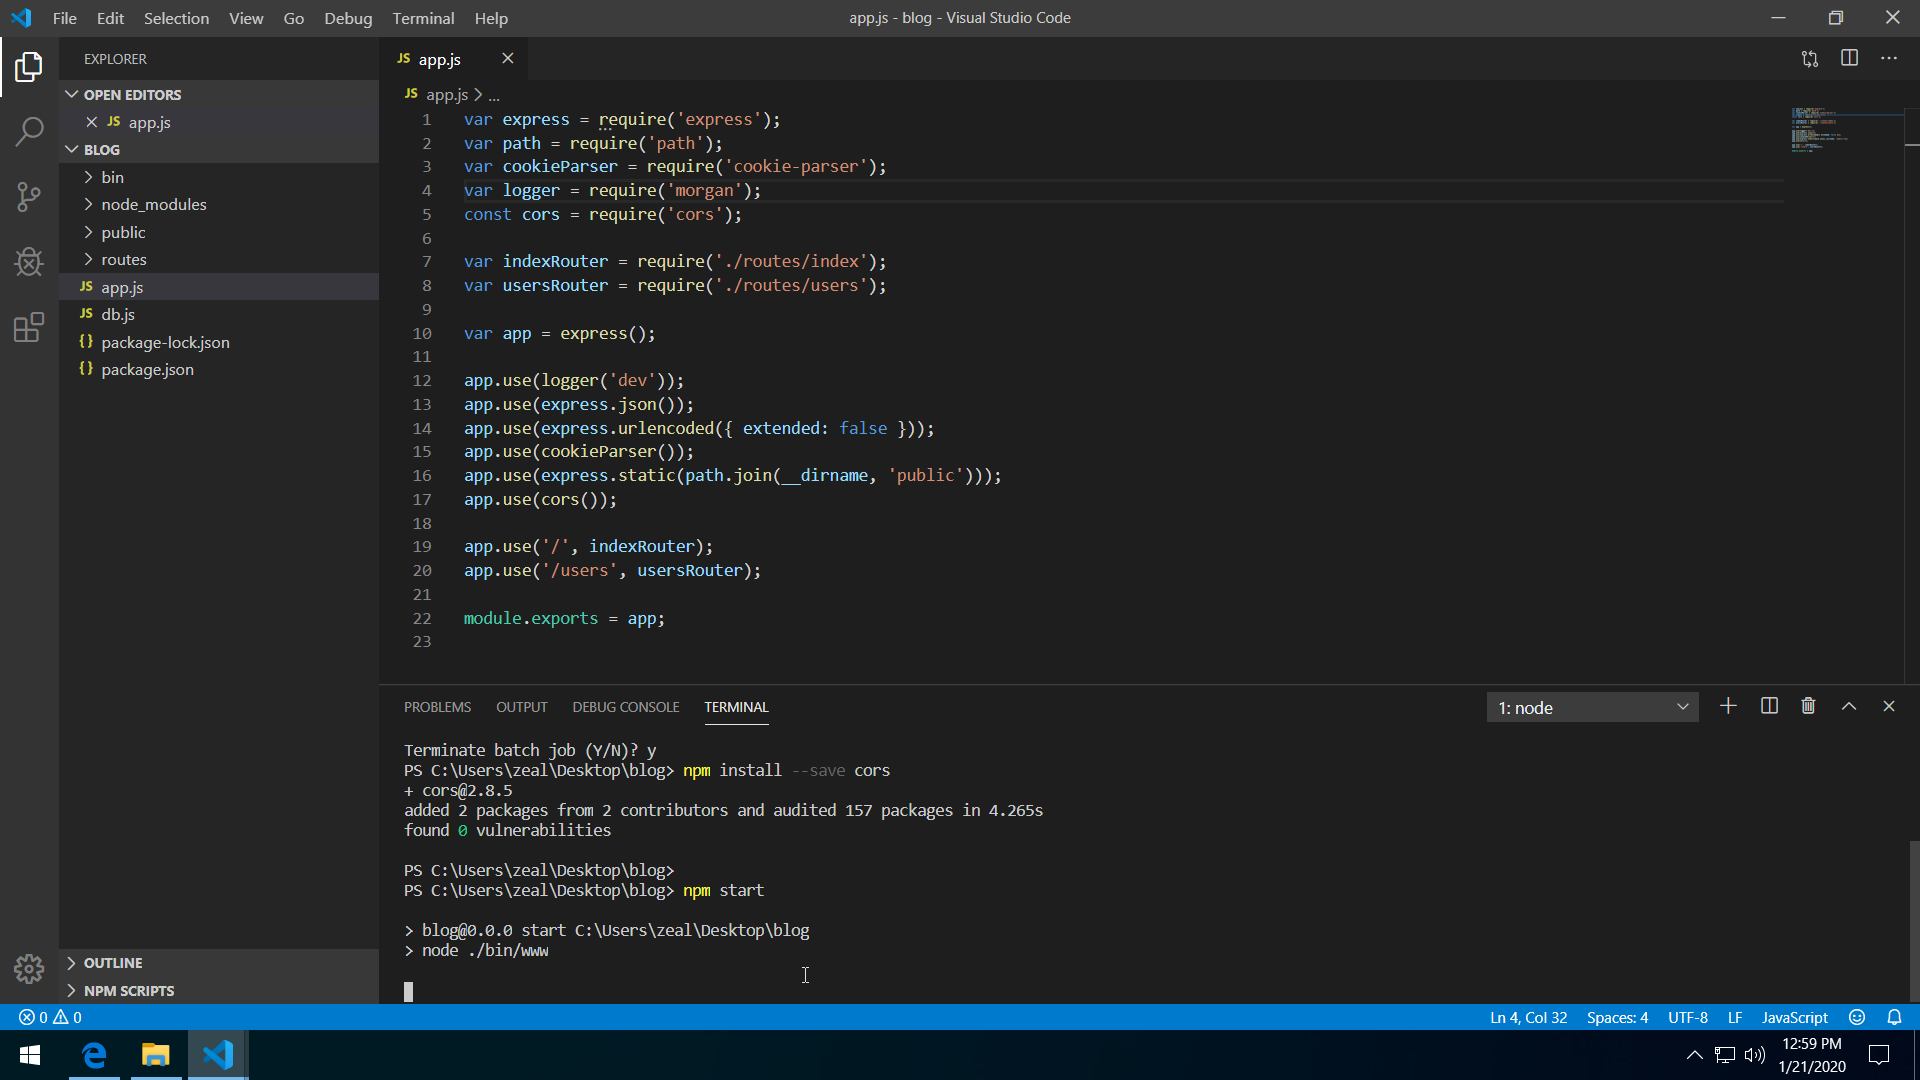 File Edit Selection View Go Debug Terminal Help
app.js - blog - Visual Studio Code
EXPLORER
OPEN EDITORS
JS app.js
BLOG
bin
node_modules
public
routes
JS app.js
JS db.js
{} package-lock.json
{} package.json
OUTLINE
NPM SCRIPTS
JS app.js
JS app.js > ...
1 var express = require('express');
2 var path = require('path');
3 var cookieParser = require('cookie-parser');
4 var logger = require('morgan');
5 const cors = require('cors');
6
7 var indexRouter = require('./routes/index');
8 var usersRouter = require('./routes/users');
9
10 var app = express();
11
12 app.use(logger('dev'));
13 app.use(express.json());
14 app.use(express.urlencoded({ extended: false }));
15 app.use(cookieParser());
16 app.use(express.static(path.join(__dirname, 'public')));
17 app.use(cors());
18
19 app.use('/', indexRouter);
20 app.use('/users', usersRouter);
21
22 module.exports = app;
23
PROBLEMS OUTPUT DEBUG CONSOLE TERMINAL
1: node
Terminate batch job (Y/N)? y
PS C:\Users\zeal\Desktop\blog> npm install --save cors
+ cors@2.8.5
added 2 packages from 2 contributors and audited 157 packages in 4.265s
found 0 vulnerabilities
PS C:\Users\zeal\Desktop\blog>
PS C:\Users\zeal\Desktop\blog> npm start
> blog@0.0.0 start C:\Users\zeal\Desktop\blog
> node ./bin/www
0 0
Ln 4, Col 32 Spaces: 4 UTF-8 LF JavaScript
12:59 PM
1/21/2020